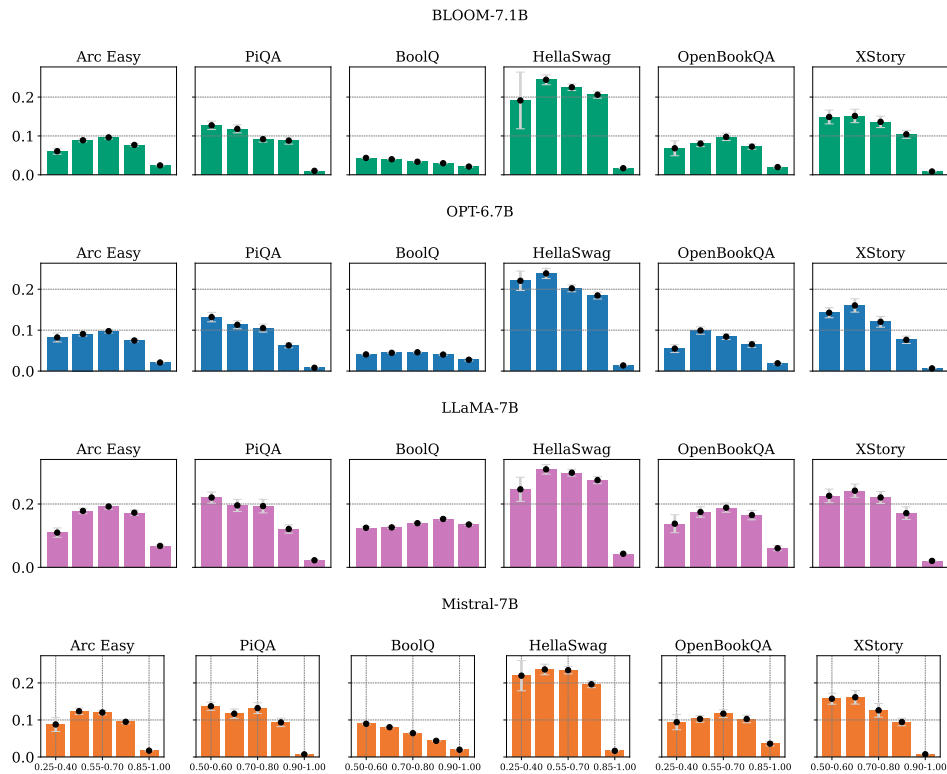 BLOOM-7.1B
Arc Easy PiQA BoolQ HellaSwag OpenBookQA XStory
0.2
0.1
0.0
OPT-6.7B
Arc Easy PiQA BoolQ HellaSwag OpenBookQA XStory
0.2
0.1
0.0
LLaMA-7B
Arc Easy PiQA BoolQ HellaSwag OpenBookQA XStory
0.2
0.0
Mistral-7B
Arc Easy PiQA BoolQ HellaSwag OpenBookQA XStory
0.2
0.1
0.0
0.25-0.40 0.55-0.70 0.85-1.00 0.50-0.60 0.70-0.80 0.90-1.00 0.50-0.60 0.70-0.80 0.90-1.00 0.25-0.40 0.55-0.70 0.85-1.00 0.25-0.40 0.55-0.70 0.85-1.00 0.50-0.60 0.70-0.80 0.90-1.00